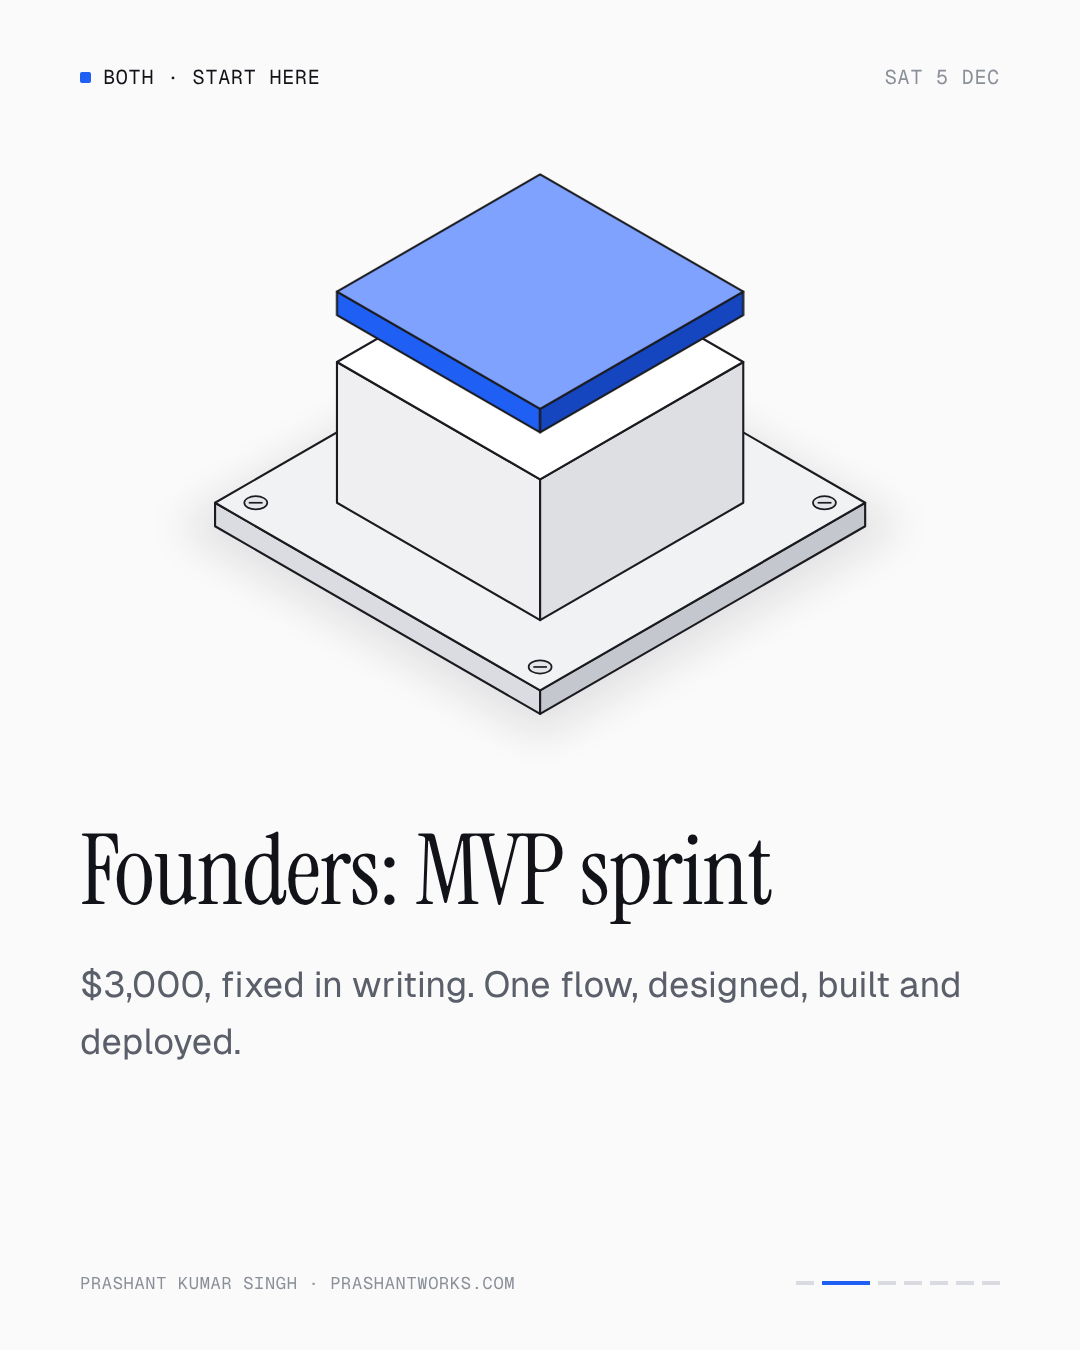 BOTH · START HERE
SAT 5 DEC
Founders: MVP sprint
$3,000, fixed in writing. One flow, designed, built and
deployed.
PRASHANT KUMAR SINGH · PRASHANTWORKS.COM